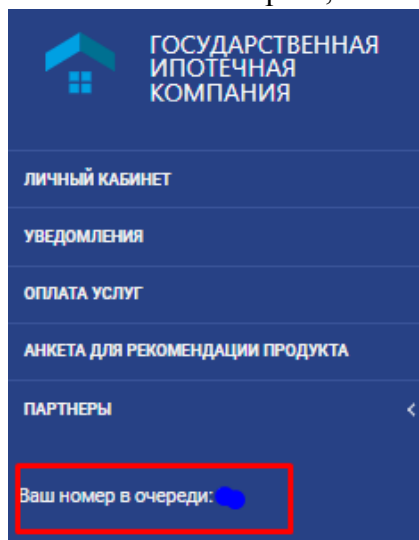 ГОСУДАРСТВЕННАЯ
ИПОТЕЧНАЯ
КОМПАНИЯ
ЛИЧНЫЙ КАБИНЕТ
УВЕДОМЛЕНИЯ
ОПЛАТА УСЛУГ
АНКЕТА ДЛЯ РЕКОМЕНДАЦИИ ПРОДУКТА
ПАРТНЕРЫ
Ваш номер в очереди: